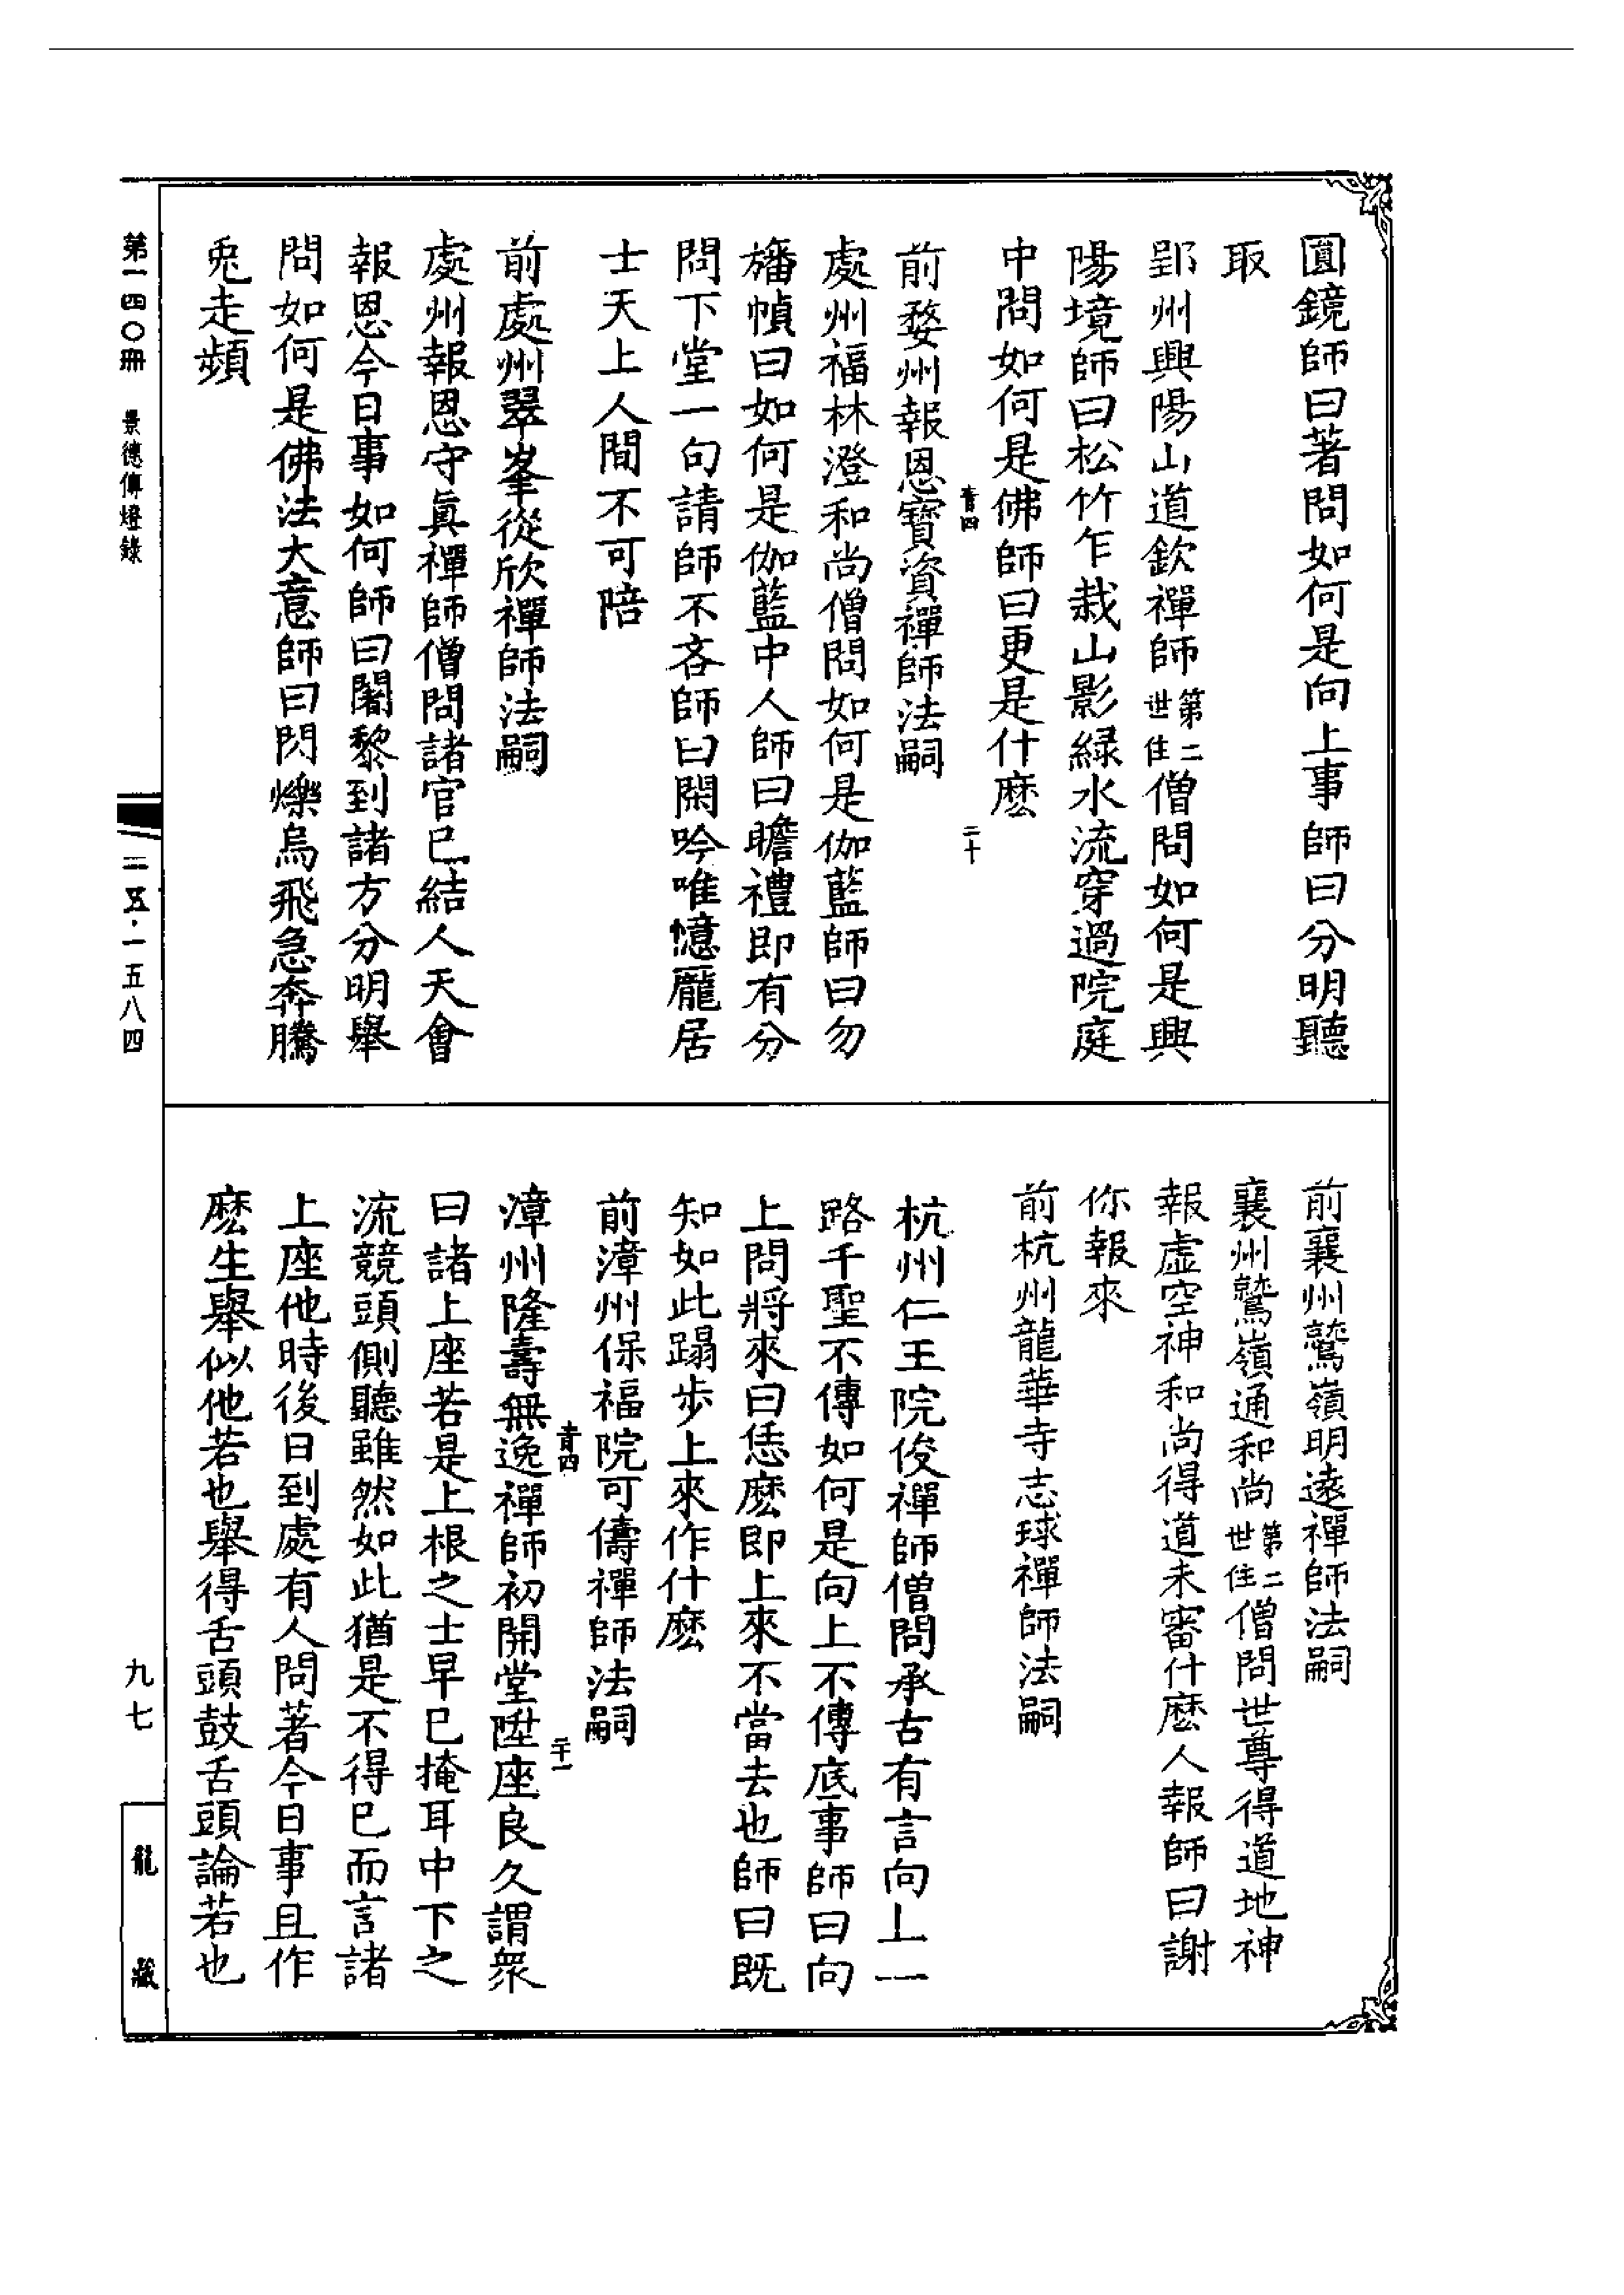 圓鏡師曰著問如何是向上事師曰分明聽
取
郢州興陽山道欽禪師第二世住僧問如何是興
陽境師曰松竹乍栽山影綠水流穿過院庭
中問如何是佛師曰更是什麽
青四 二十
前婺州報恩寶資禪師法嗣
處州福林澄和尚僧問如何是伽藍師曰勿
旛幀曰如何是伽藍中人師曰瞻禮即有分
問下堂一句請師不吝師曰閑吟唯憶龐居
士天上人間不可陪
前處州翠峯從欣禪師法嗣
處州報恩守眞禪師僧問諸官已結人天會
報恩今日事如何師曰闍黎到諸方分明舉
問如何是佛法大意師曰閃爍烏飛急奔騰
兎走頻
前襄州鷲嶺明遠禪師法嗣
襄州鷲嶺通和尚第二世住僧問世尊得道地神
報虛空神和尚得道未審什麽人報師曰謝
你報來
前杭州龍華寺志球禪師法嗣
杭州仁王院俊禪師僧問承古有言向上一
路千聖不傳如何是向上不傳底事師曰向
上問將來曰恁麽即上來不當去也師曰既
知如此蹋步上來作什麽
前漳州保福院可儔禪師法嗣
青四 二十一
漳州隆壽無逸禪師初開堂陞座良久謂衆
曰諸上座若是上根之士早已掩耳中下之
流競頭側聽雖然如此猶是不得已而言諸
上座他時後日到處有人問著今日事且作
麽生舉似他若也舉得舌頭鼓舌頭論若也
第一四〇冊 景德傳燈錄
二五·一五八四
九七
龍藏